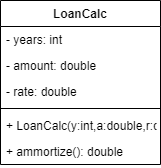 LoanCalc
- years: int
- amount: double
- rate: double
+ LoanCalc(y:int,a:double,r:
+ ammortize(): double